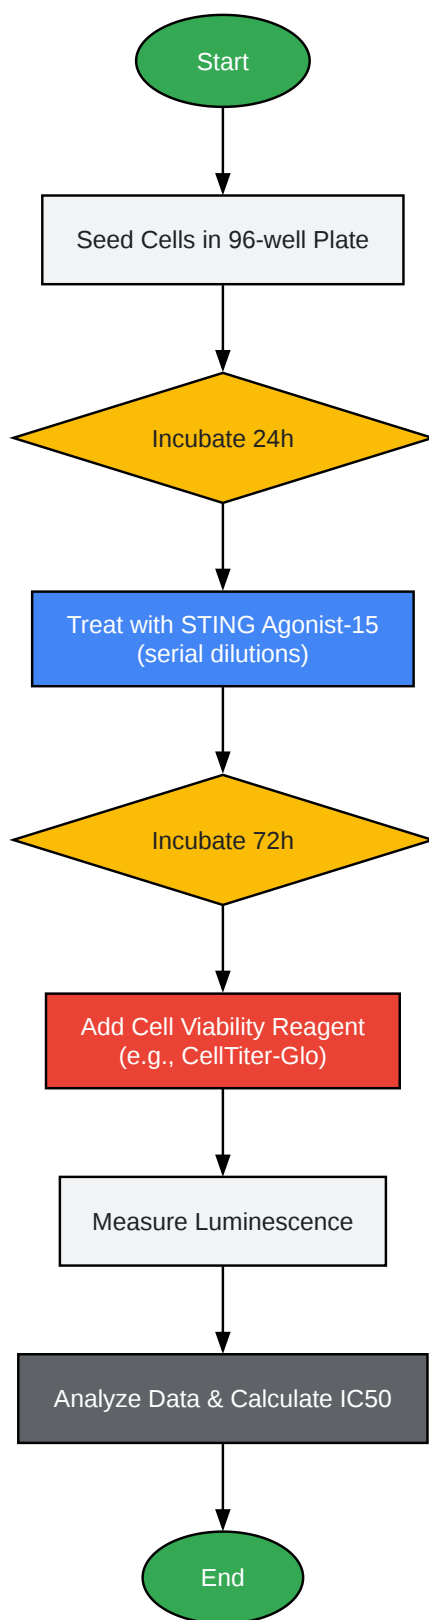 Start
Seed Cells in 96-well Plate
Incubate 24h
Treat with STING Agonist-15
(serial dilutions)
Incubate 72h
Add Cell Viability Reagent
(e.g., CellTiter-Glo)
Measure Luminescence
Analyze Data & Calculate IC50
End